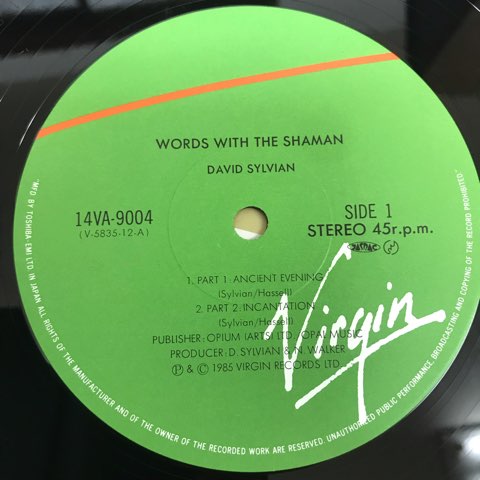 WORDS WITH THE SHAMAN
DAVID SYLVIAN
14VA-9004
(V-5835-12-A)
SIDE 1
STEREO 45r.p.m.
JASRAC
1. PART 1: ANCIENT EVENING
(Sylvian/Hassell)
2. PART 2: INCANTATION
(Sylvian/Hassell)
PUBLISHER: OPIUM (ARTS) LTD./OPAL MUSIC
PRODUCER: D. SYLVIAN & N. WALKER
℗ & © 1985 VIRGIN RECORDS LTD.
Virgin
"MF'D BY TOSHIBA EMI LTD IN JAPAN. ALL RIGHTS OF THE MANUFACTURER AND OF THE OWNER OF THE RECORDED WORK ARE RESERVED. UNAUTHORIZED PUBLIC PERFORMANCE, BROADCASTING AND COPYING OF THE RECORD PROHIBITED."